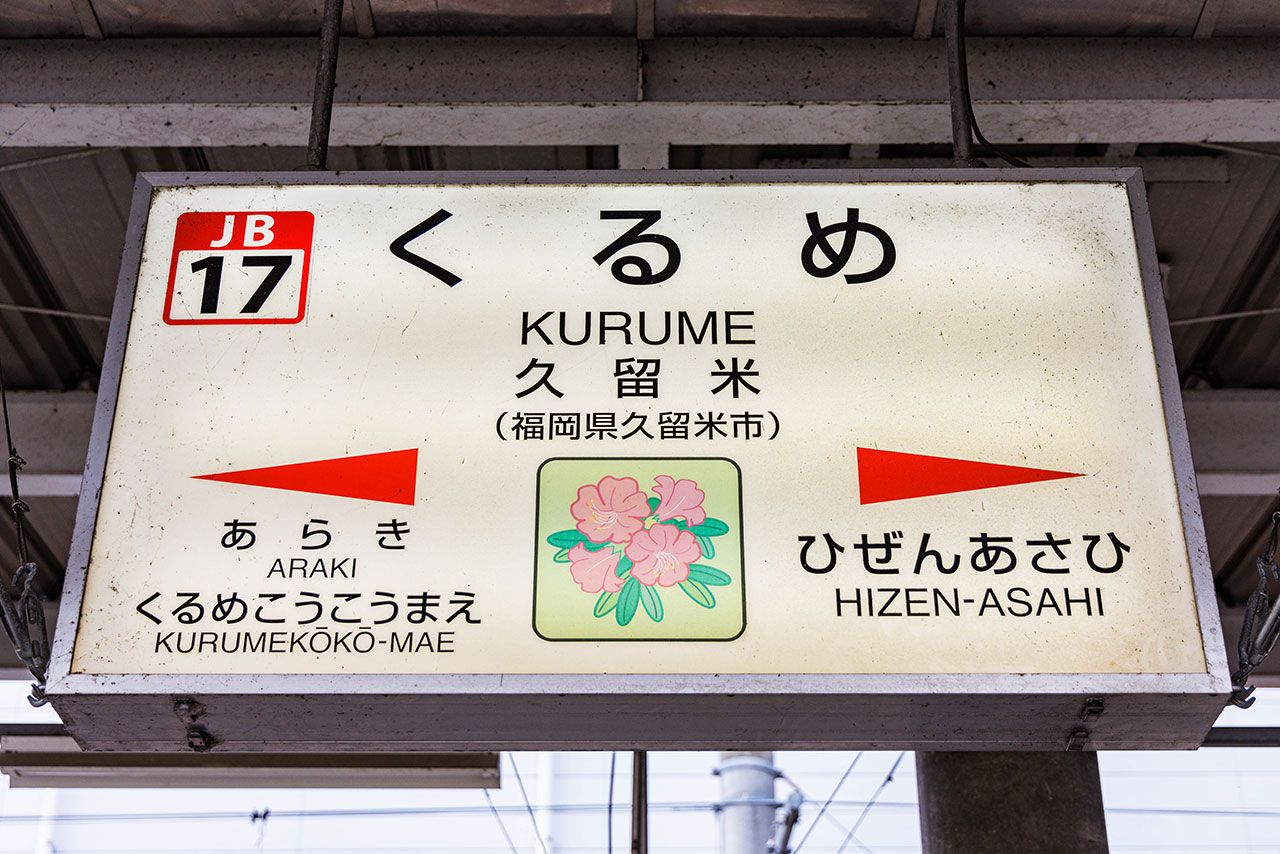 JB
17
くるめ
KURUME
久留米
（福岡県久留米市）
あらき
ARAKI
くるめこうこうまえ
KURUMEKŌKŌ-MAE
ひぜんあさひ
HIZEN-ASAHI